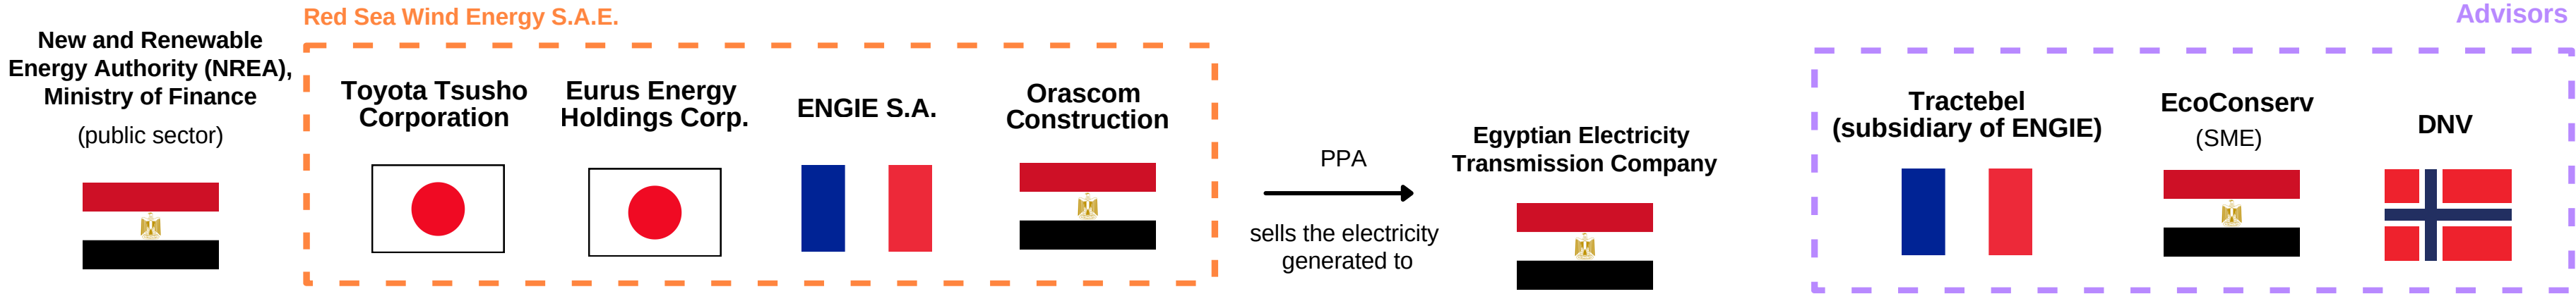 Red Sea Wind Energy S.A.E.
Advisors
New and Renewable
Energy Authority (NREA),
Ministry of Finance
(public sector)
Toyota Tsusho
Corporation
Eurus Energy
Holdings Corp.
ENGIE S.A.
Orascom
Construction
PPA
sells the electricity
generated to
Egyptian Electricity
Transmission Company
Tractebel
(subsidiary of ENGIE)
EcoConserv
(SME)
DNV